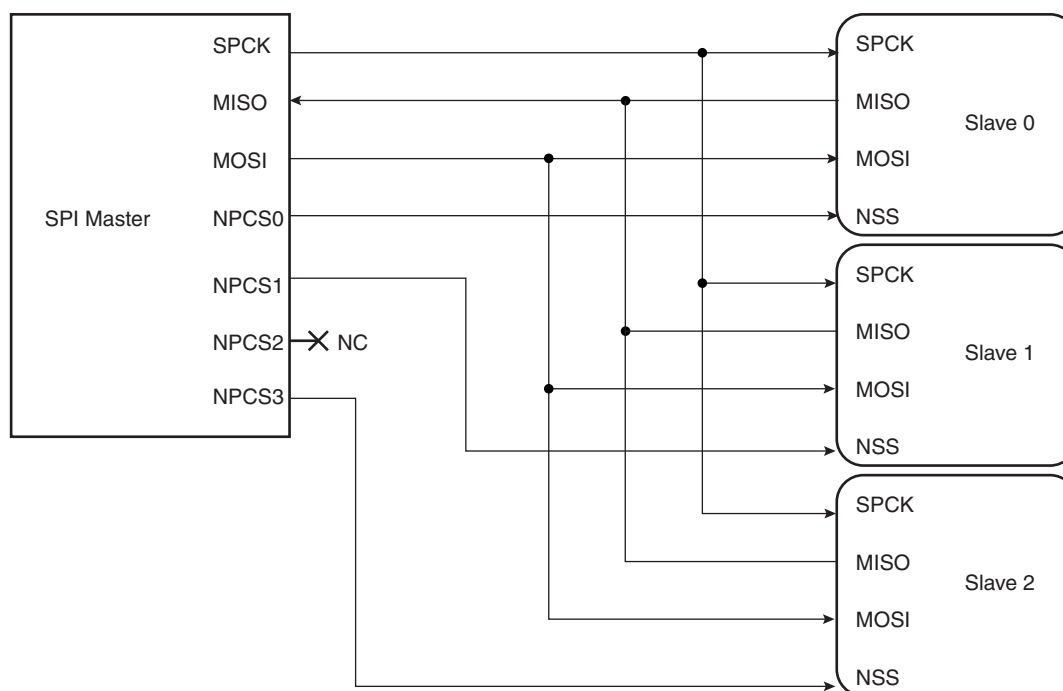 SPI Master
SPCK
MISO
MOSI
NPCS0
NPCS1
NPCS2
NC
NPCS3
SPCK
MISO
Slave 0
MOSI
NSS
SPCK
MISO
Slave 1
MOSI
NSS
SPCK
MISO
Slave 2
MOSI
NSS